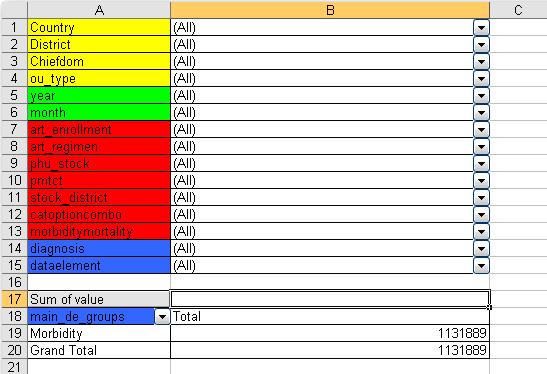 A B C
1 Country (All)
2 District (All)
3 Chiefdom (All)
4 ou_type (All)
5 year (All)
6 month (All)
7 art_enrollment (All)
8 art_regimen (All)
9 phu_stock (All)
10 pmtct (All)
11 stock_district (All)
12 catoptioncombo (All)
13 morbiditymortality (All)
14 diagnosis (All)
15 dataelement (All)
16
17 Sum of value
18 main_de_groups Total
19 Morbidity 1131889
20 Grand Total 1131889
21